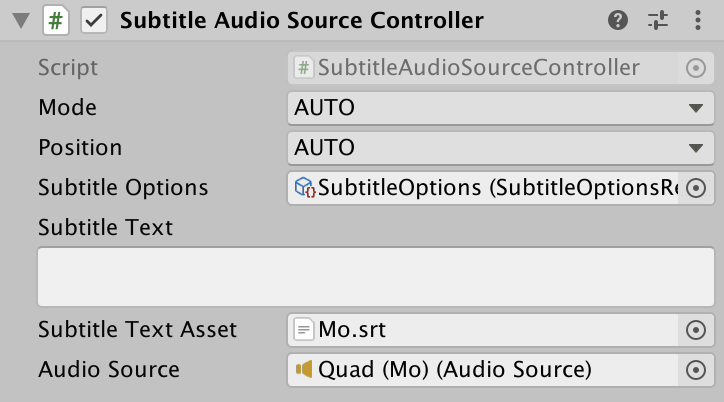 Subtitle Audio Source Controller
Script # SubtitleAudioSourceController
Mode AUTO
Position AUTO
Subtitle Options SubtitleOptions (SubtitleOptionsRe
Subtitle Text
Subtitle Text Asset Mo.srt
Audio Source Quad (Mo) (Audio Source)